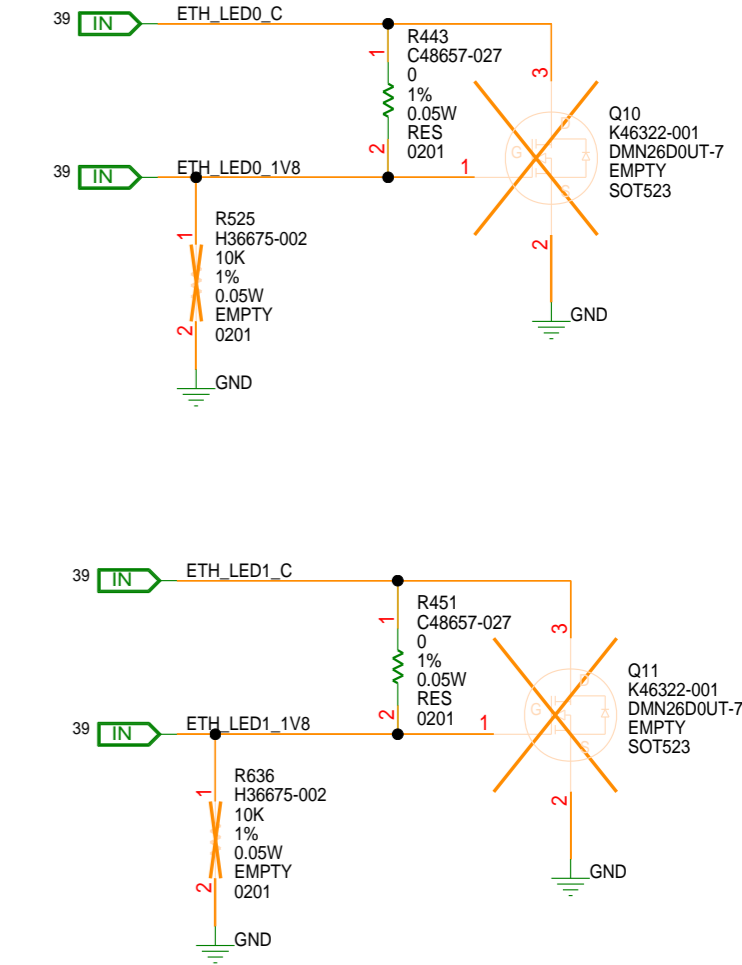 39 IN ETH_LED0_C
R443
C48657-027
0
1%
0.05W
RES
0201
1
2
3
D
G
S
Q10
K46322-001
DMN26D0UT-7
EMPTY
SOT523
39 IN ETH_LED0_1V8
1
2
GND
R525
H36675-002
10K
1%
0.05W
EMPTY
0201
1
2
GND
39 IN ETH_LED1_C
R451
C48657-027
0
1%
0.05W
RES
0201
1
2
3
D
G
S
Q11
K46322-001
DMN26D0UT-7
EMPTY
SOT523
39 IN ETH_LED1_1V8
1
2
GND
R636
H36675-002
10K
1%
0.05W
EMPTY
0201
1
2
GND